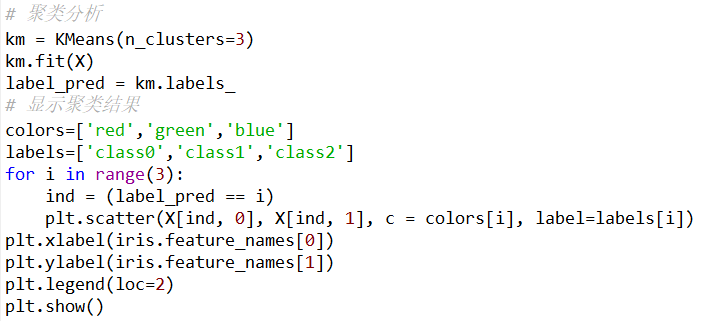 # 聚类分析
km = KMeans(n_clusters=3)
km.fit(X)
label_pred = km.labels_
# 显示聚类结果
colors=['red','green','blue']
labels=['class0','class1','class2']
for i in range(3):
    ind = (label_pred == i)
    plt.scatter(X[ind, 0], X[ind, 1], c = colors[i], label=labels[i])
plt.xlabel(iris.feature_names[0])
plt.ylabel(iris.feature_names[1])
plt.legend(loc=2)
plt.show()